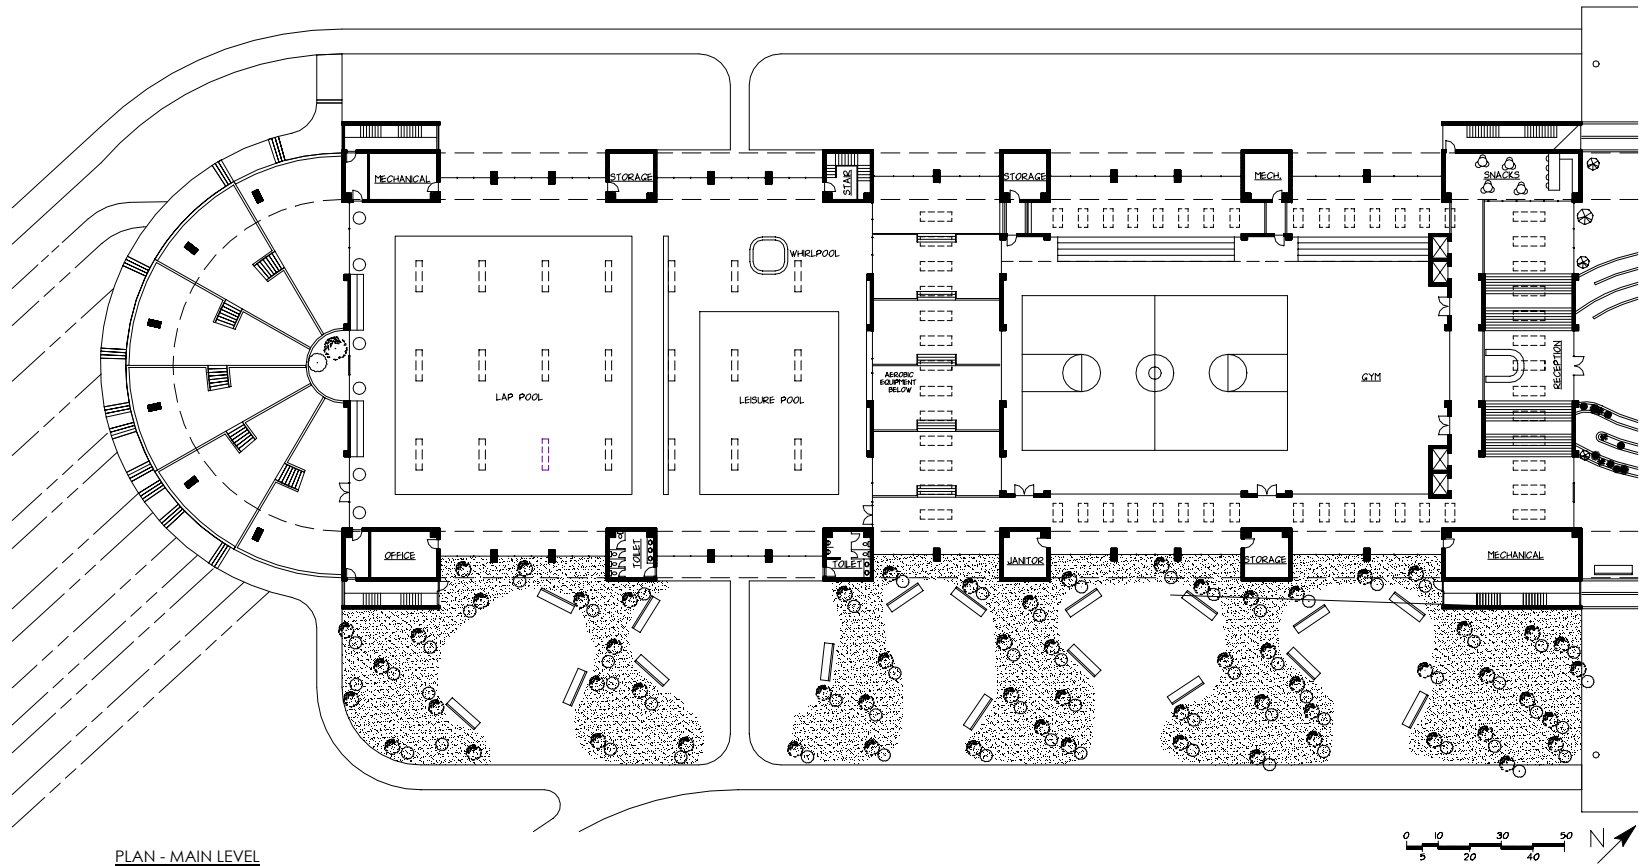 MECHANICAL
STORAGE
STAIR
STORAGE
MECH.
SNACKS
WHIRLPOOL
LAP POOL
LEISURE POOL
AEROBIC
EQUIPMENT
BELOW
GYM
RECEPTION
OFFICE
TOILET
TOILET
JANITOR
STORAGE
MECHANICAL
0 10 30 50
5 20 40
N
PLAN - MAIN LEVEL